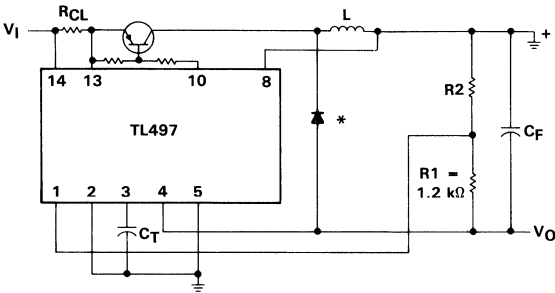 RCL
L
VI
+
14 13 10 8
TL497
R2
*
CF
R1 =
1.2 kΩ
1 2 3 4 5
CT
VO